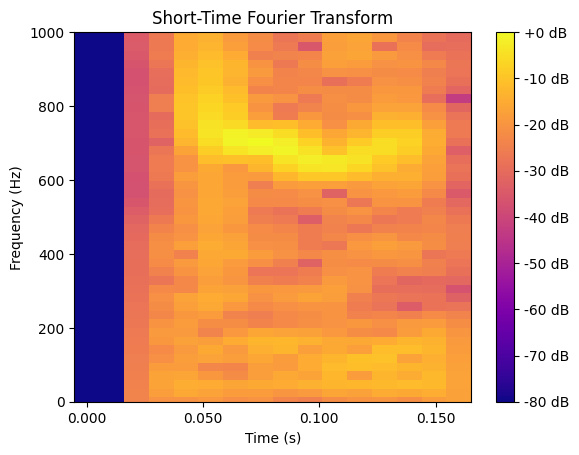 Short-Time Fourier Transform
Frequency (Hz)
1000
800
600
400
200
0
0.000
0.050
0.100
0.150
Time (s)
+0 dB
-10 dB
-20 dB
-30 dB
-40 dB
-50 dB
-60 dB
-70 dB
-80 dB